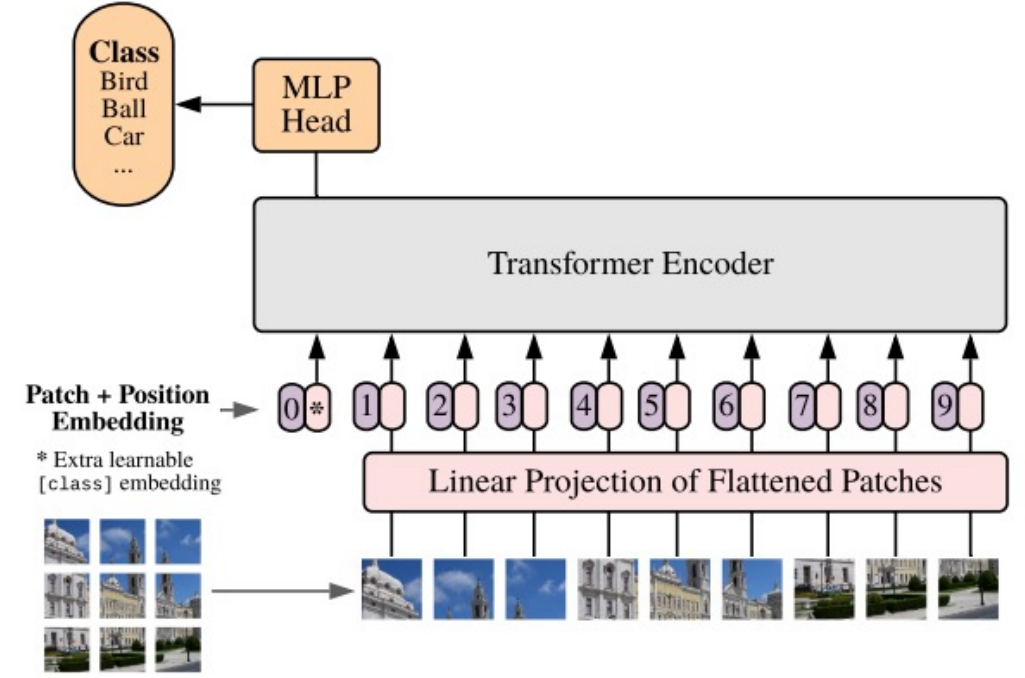 Class
Bird
Ball
Car
...
MLP
Head
Transformer Encoder
Patch + Position
Embedding
0 * 1 2 3 4 5 6 7 8 9
* Extra learnable
[class] embedding
Linear Projection of Flattened Patches